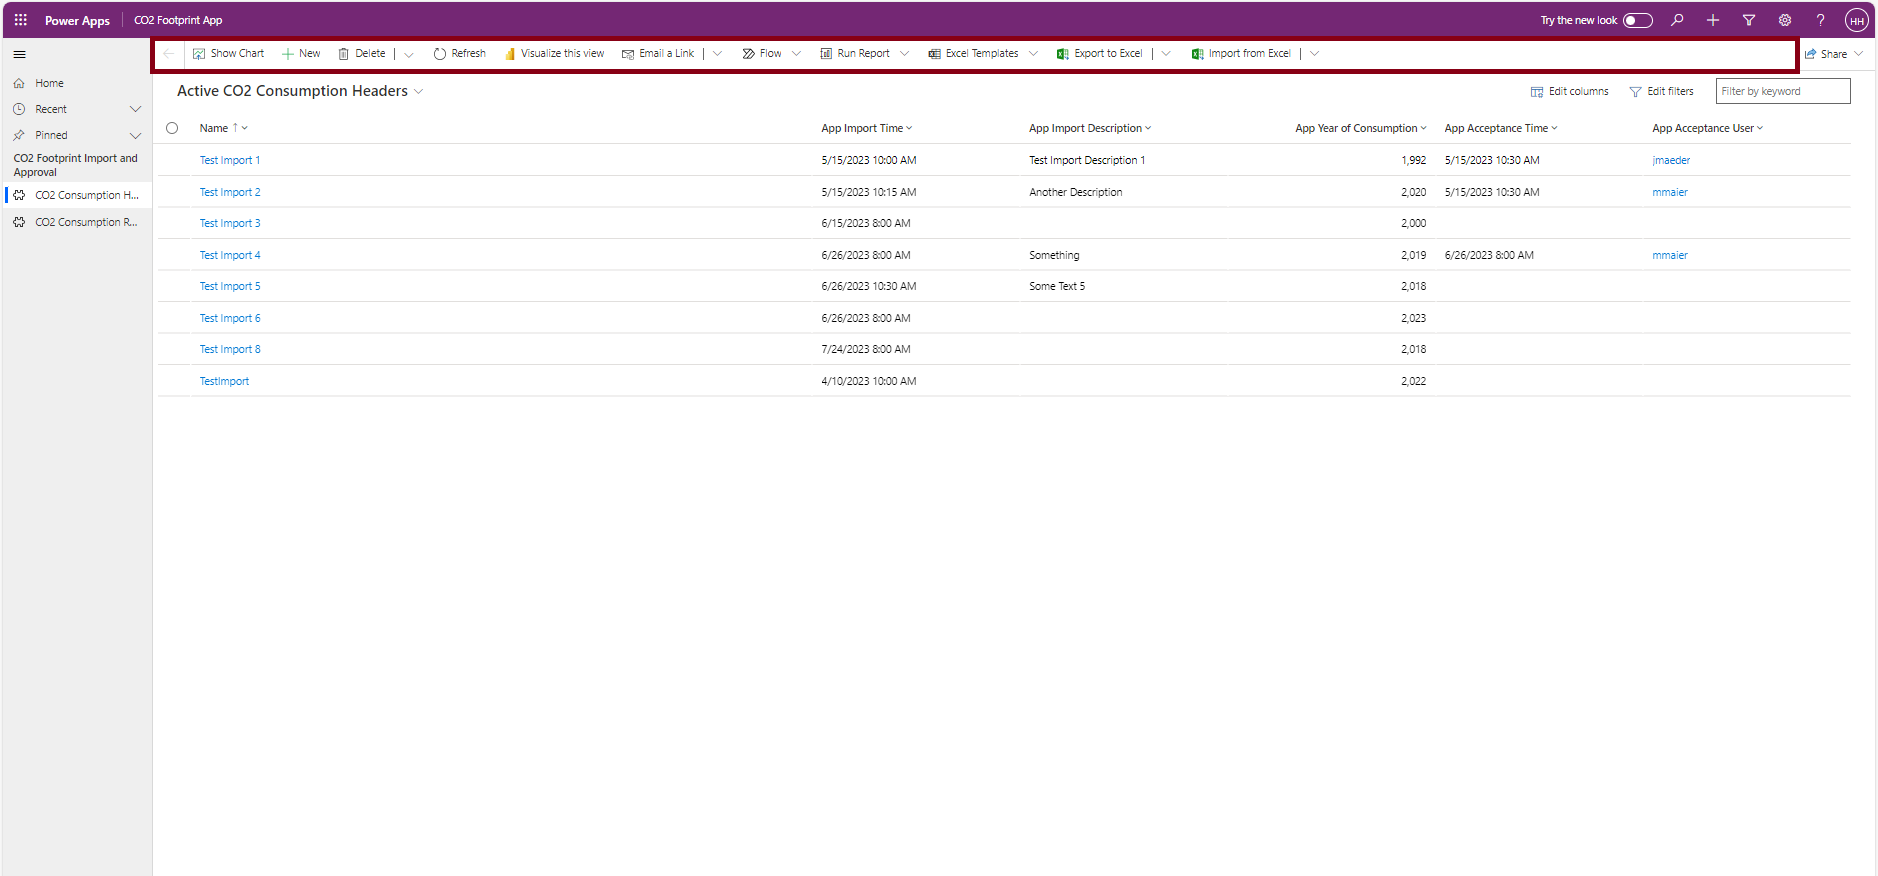 Power Apps CO2 Footprint App Try the new look HH
Show Chart New Delete Refresh Visualize this view Email a Link Flow Run Report Excel Templates Export to Excel Import from Excel Share
Home
Recent
Pinned
CO2 Footprint Import and
Approval
CO2 Consumption H...
CO2 Consumption R...
Active CO2 Consumption Headers Edit columns Edit filters Filter by keyword
Name ↑ App Import Time App Import Description App Year of Consumption App Acceptance Time App Acceptance User
Test Import 1 5/15/2023 10:00 AM Test Import Description 1 1,992 5/15/2023 10:30 AM jmaeder
Test Import 2 5/15/2023 10:15 AM Another Description 2,020 5/15/2023 10:30 AM mmaier
Test Import 3 6/15/2023 8:00 AM 2,000
Test Import 4 6/26/2023 8:00 AM Something 2,019 6/26/2023 8:00 AM mmaier
Test Import 5 6/26/2023 10:30 AM Some Text 5 2,018
Test Import 6 6/26/2023 8:00 AM 2,023
Test Import 8 7/24/2023 8:00 AM 2,018
TestImport 4/10/2023 10:00 AM 2,022